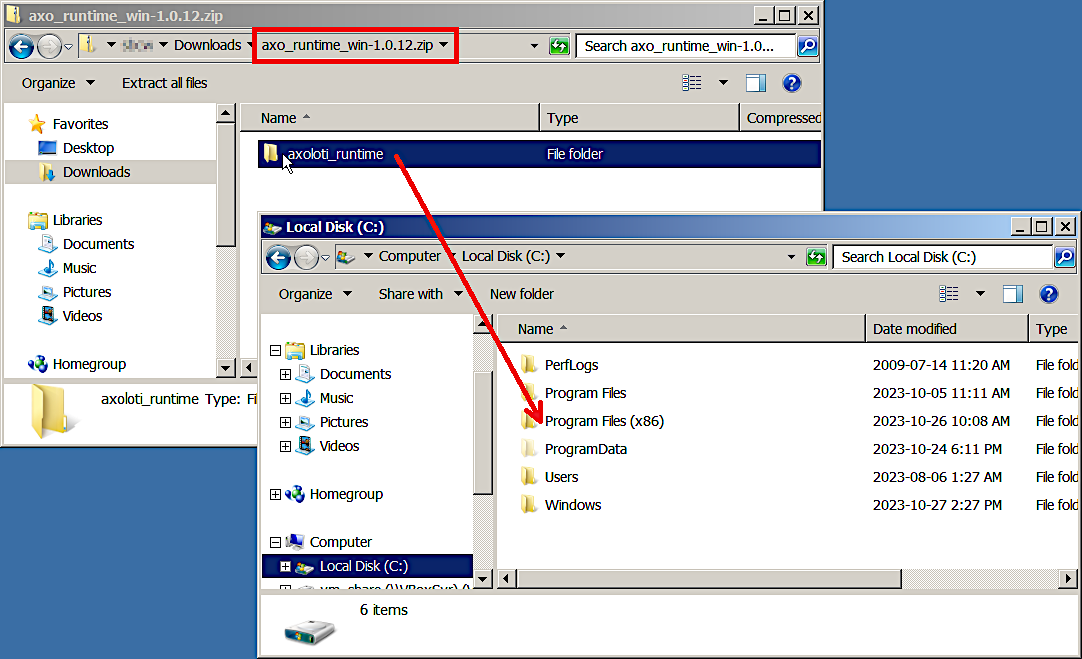 axo_runtime_win-1.0.12.zip
Downloads axo_runtime_win-1.0.12.zip Search axo_runtime_win-1.0...
Organize Extract all files
Name Type Compressed
Favorites
Desktop
Downloads
Libraries
Documents
Music
Pictures
Videos
Homegroup
axoloti_runtime File folder
axoloti_runtime Type:
Local Disk (C:)
Computer Local Disk (C:) Search Local Disk (C:)
Organize Share with New folder
Libraries
Documents
Music
Pictures
Videos
Homegroup
Computer
Local Disk (C:)
Name Date modified Type
PerfLogs 2009-07-14 11:20 AM File fold
Program Files 2023-10-05 11:11 AM File fold
Program Files (x86) 2023-10-26 10:08 AM File fold
ProgramData 2023-10-24 6:11 PM File fold
Users 2023-08-06 1:27 AM File fold
Windows 2023-10-27 2:27 PM File fold
6 items